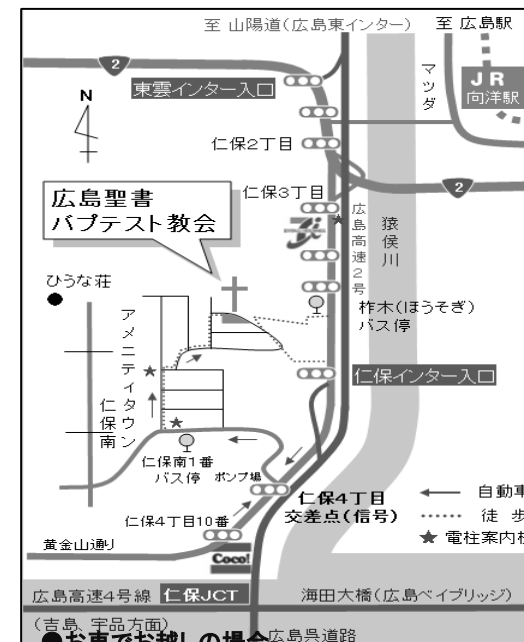 至 山陽道(広島東インター)
至 広島駅
2
東雲インター入口
マツダ
JR
向洋駅
N
仁保2丁目
仁保3丁目
2
広島聖書
バプテスト教会
広島高速2号
猿侯川
ひうな荘
柞木(ほうそぎ)
バス停
アメニティタウン
仁保南
仁保インター入口
仁保南1番
バス停
ポンプ場
仁保4丁目
交差点(信号)
自動車
徒 歩
★ 電柱案内板
仁保4丁目10番
黄金山通り
Coco!
広島高速4号線
仁保JCT
海田大橋(広島ベイブリッジ)
(吉島、宇品方面)
●お車でお越しの場合
広島呉道路